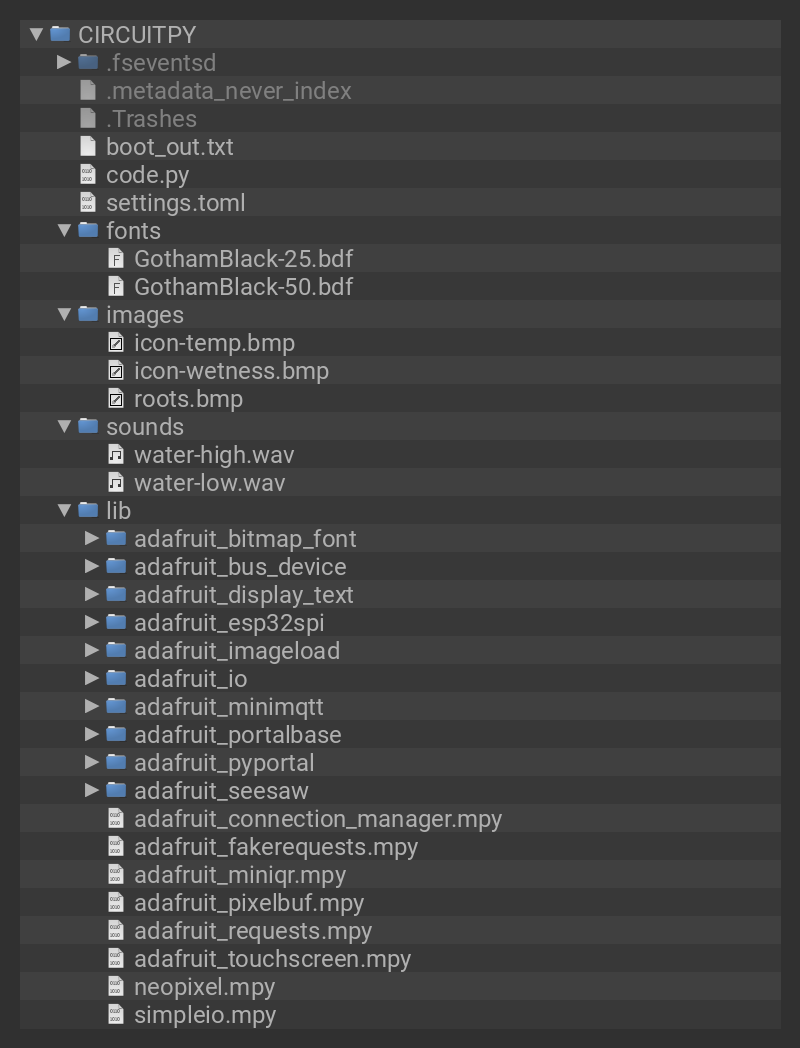 CIRCUITPY
.fseventsd
.metadata_never_index
.Trashes
boot_out.txt
code.py
settings.toml
fonts
GothamBlack-25.bdf
GothamBlack-50.bdf
images
icon-temp.bmp
icon-wetness.bmp
roots.bmp
sounds
water-high.wav
water-low.wav
lib
adafruit_bitmap_font
adafruit_bus_device
adafruit_display_text
adafruit_esp32spi
adafruit_imageload
adafruit_io
adafruit_minimqtt
adafruit_portalbase
adafruit_pyportal
adafruit_seesaw
adafruit_connection_manager.mpy
adafruit_fakerequests.mpy
adafruit_miniqr.mpy
adafruit_pixelbuf.mpy
adafruit_requests.mpy
adafruit_touchscreen.mpy
neopixel.mpy
simpleio.mpy